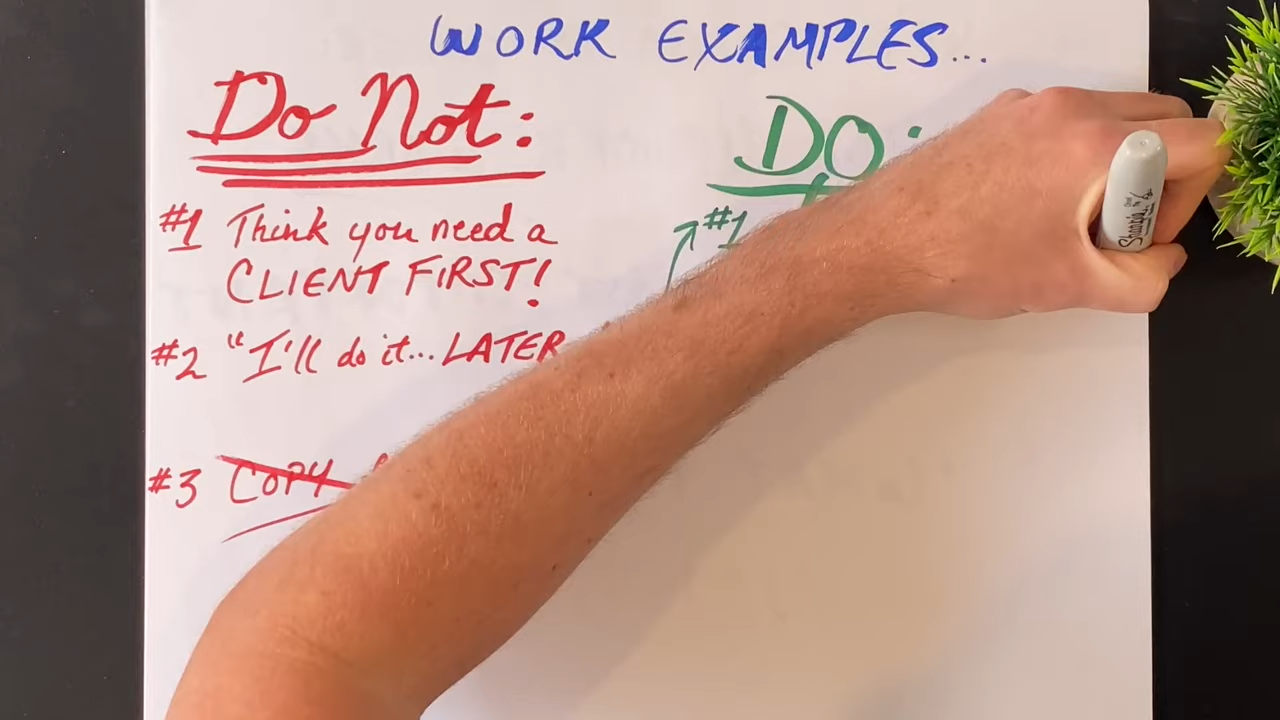 WORK EXAMPLES...
Do Not:
#1 Think you need a
CLIENT FIRST!
#2 "I'll do it... LATER
#3 COPY
DO:
#1
Sharpie